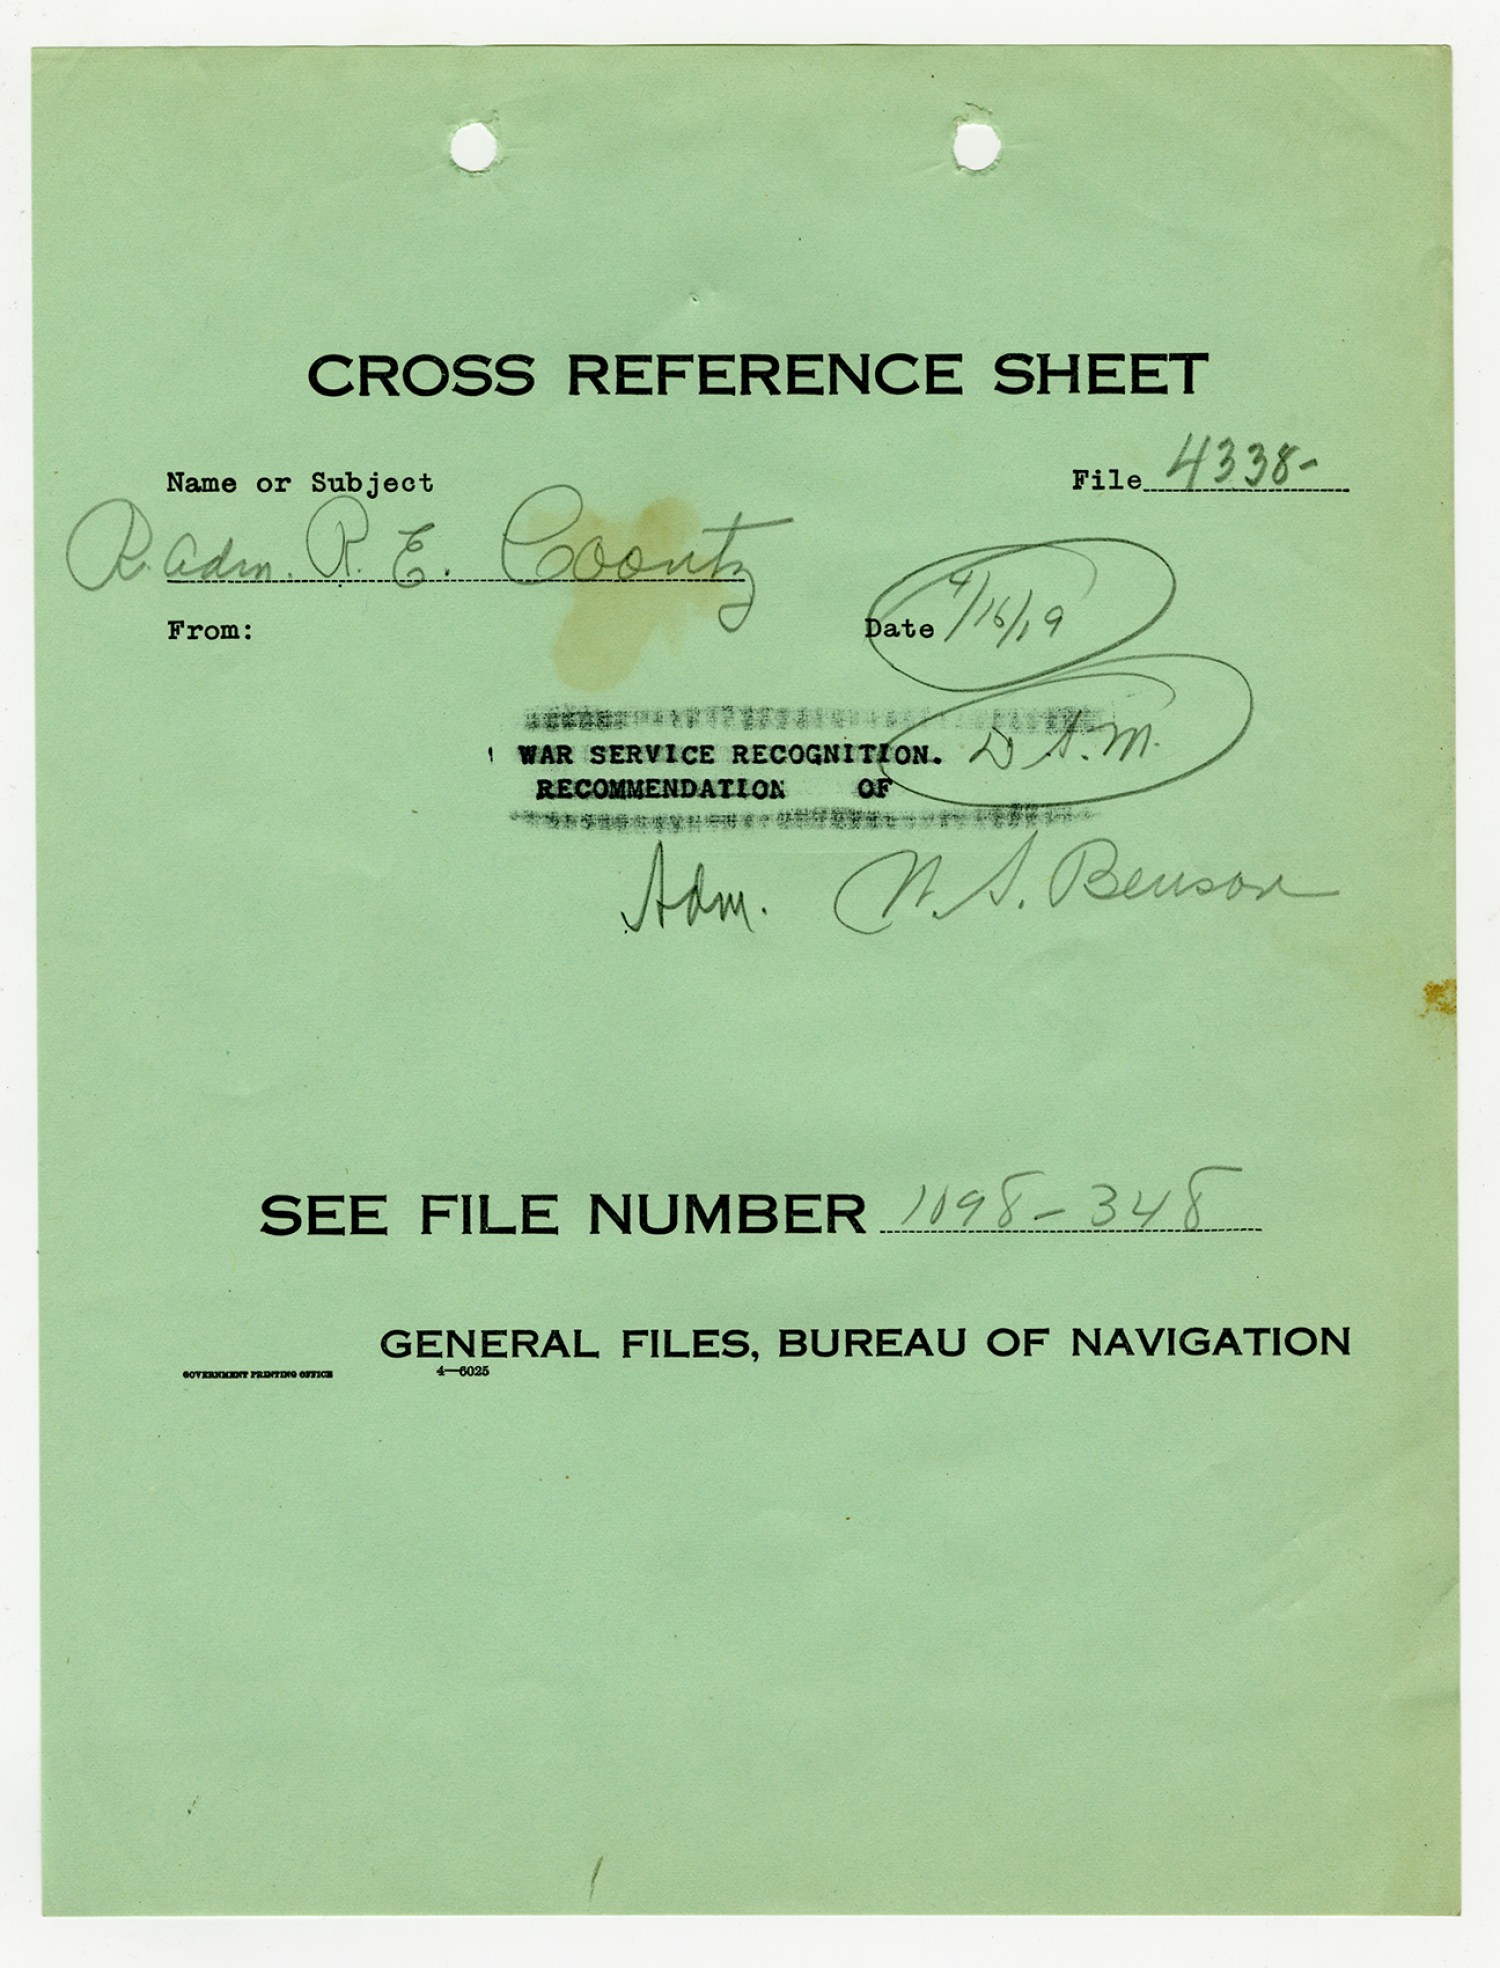 CROSS REFERENCE SHEET
Name or Subject
File 4338-
R. Adm. R. E. Coontz
From:
Date 4/16/19
WAR SERVICE RECOGNITION. D.S.M.
RECOMMENDATION OF
Adm. W. S. Benson
SEE FILE NUMBER 1098-348
GENERAL FILES, BUREAU OF NAVIGATION
GOVERNMENT PRINTING OFFICE 4—6025